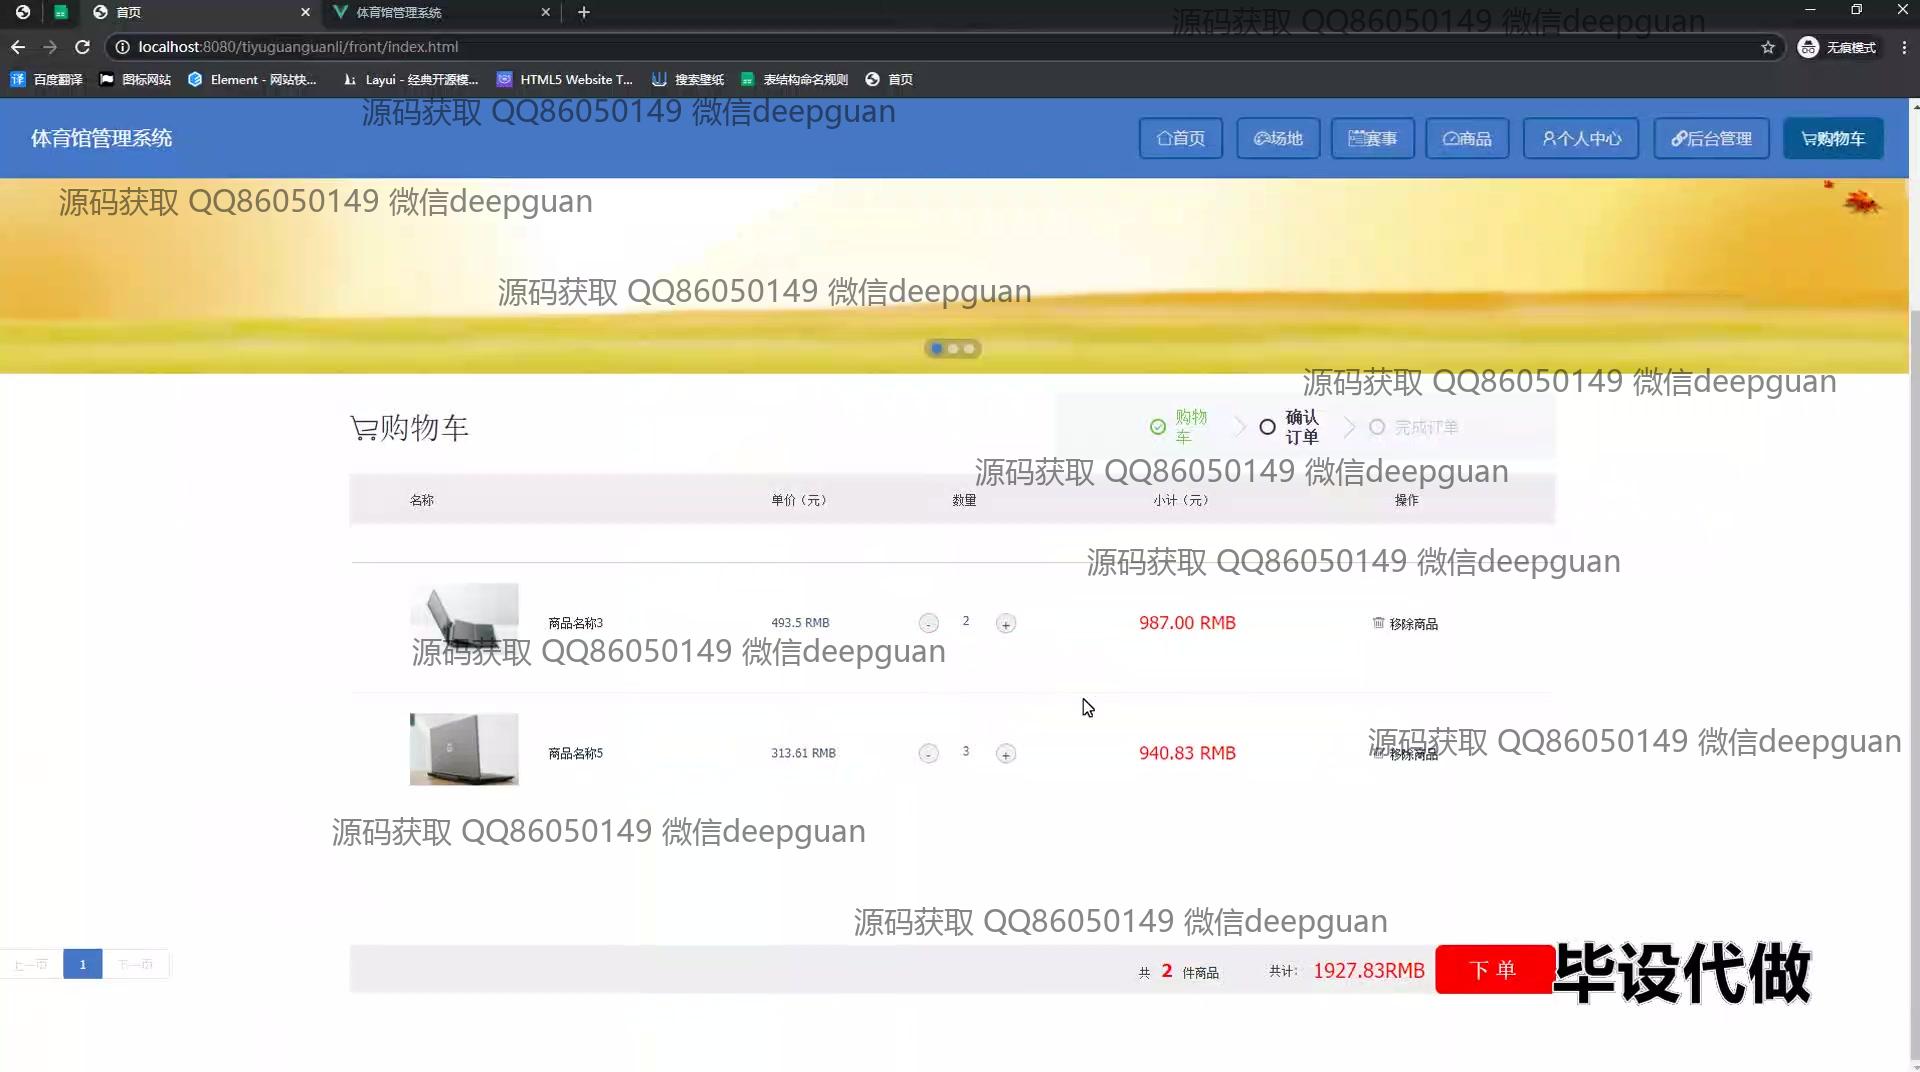 首页
体育馆管理系统
localhost:8080/tiyuguanguanli/front/index.html
无痕模式
译 百度翻译
图标网站
Element - 网站快...
Layui - 经典开源模...
HTML5 Website T...
搜索壁纸
表结构命名规则
首页
源码获取 QQ86050149 微信deepguan
源码获取 QQ86050149 微信deepguan
体育馆管理系统
首页
场地
赛事
商品
个人中心
后台管理
购物车
源码获取 QQ86050149 微信deepguan
源码获取 QQ86050149 微信deepguan
源码获取 QQ86050149 微信deepguan
购物车
购物
车
确认
订单
完成订单
源码获取 QQ86050149 微信deepguan
名称 单价（元） 数量 小计（元） 操作
源码获取 QQ86050149 微信deepguan
商品名称3 493.5 RMB - 2 + 987.00 RMB 移除商品
源码获取 QQ86050149 微信deepguan
源码获取 QQ86050149 微信deepguan
商品名称5 313.61 RMB - 3 + 940.83 RMB 移除商品
源码获取 QQ86050149 微信deepguan
源码获取 QQ86050149 微信deepguan
上一页 1 下一页
共 2 件商品 共计: 1927.83RMB 下单
毕设代做